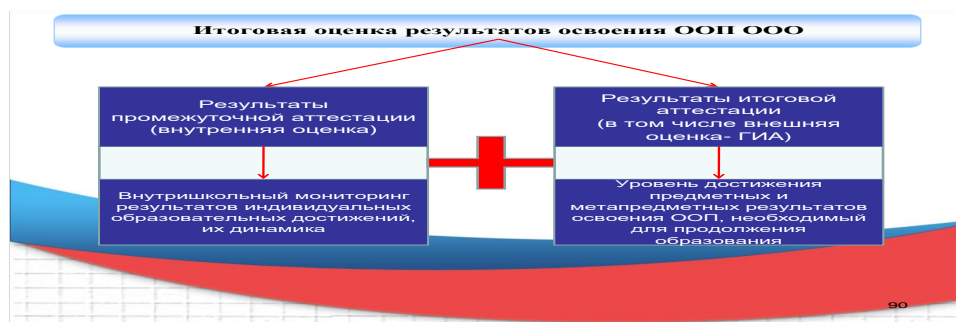 Итоговая оценка результатов освоения ООП ООО
Результаты
промежуточной аттестации
(внутренняя оценка)
Внутришкольный мониторинг
результатов индивидуальных
образовательных достижений,
их динамика
Результаты итоговой
аттестации
(в том числе внешняя
оценка- ГИА)
Уровень достижения
предметных и
метапредметных результатов
освоения ООП, необходимый
для продолжения
образования
90